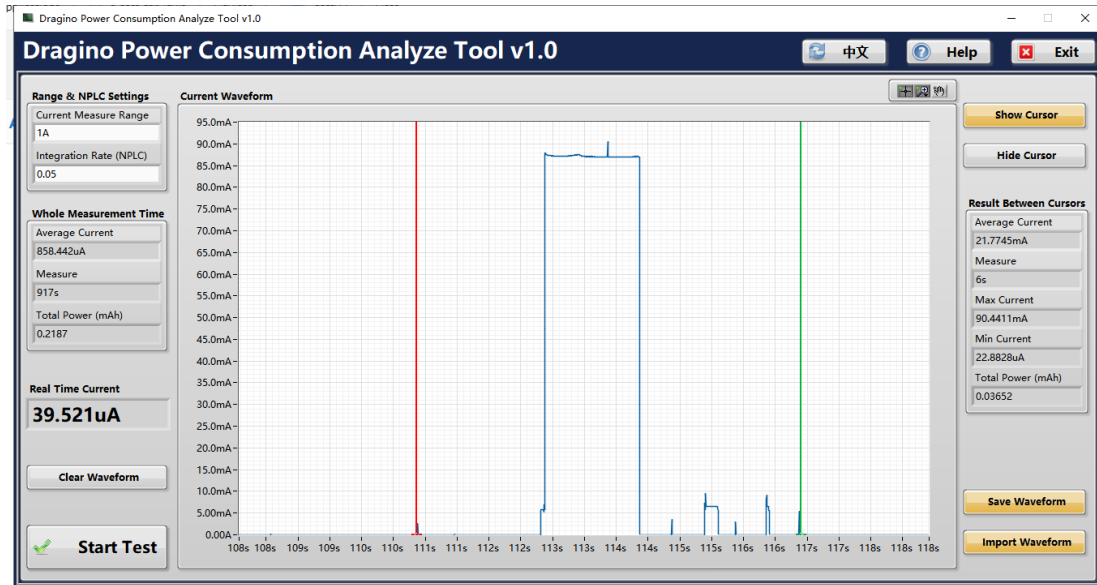 Dragino Power Consumption Analyze Tool v1.0
Dragino Power Consumption Analyze Tool v1.0
中文
Help
Exit
Range & NPLC Settings
Current Measure Range
1A
Integration Rate (NPLC)
0.05
Whole Measurement Time
Average Current
858.442uA
Measure
917s
Total Power (mAh)
0.2187
Real Time Current
39.521uA
Clear Waveform
Start Test
Current Waveform
95.0mA
90.0mA
85.0mA
80.0mA
75.0mA
70.0mA
65.0mA
60.0mA
55.0mA
50.0mA
45.0mA
40.0mA
35.0mA
30.0mA
25.0mA
20.0mA
15.0mA
10.0mA
5.00mA
0.00A
108s 108s 109s 109s 110s 110s 111s 111s 112s 112s 113s 113s 114s 114s 115s 115s 116s 116s 117s 117s 118s 118s 118s
Show Cursor
Hide Cursor
Result Between Cursors
Average Current
21.7745mA
Measure
6s
Max Current
90.4411mA
Min Current
22.8828uA
Total Power (mAh)
0.03652
Save Waveform
Import Waveform